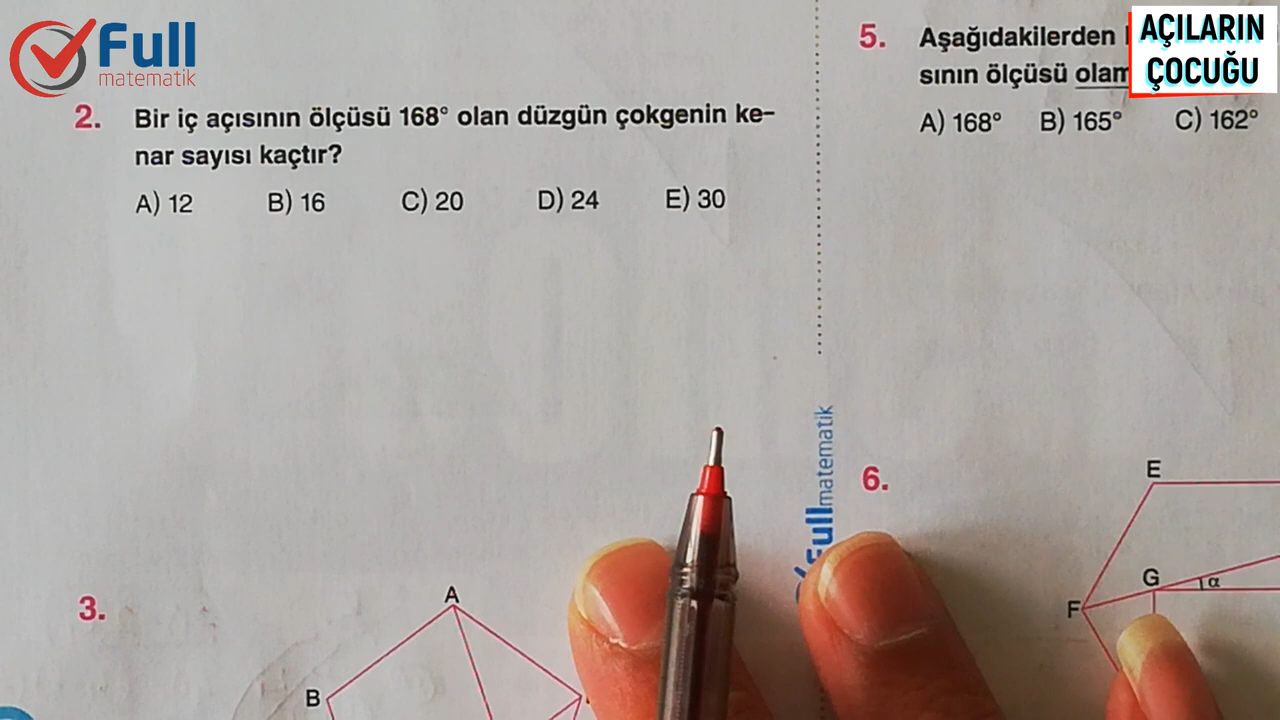 Full
matematik
2. Bir iç açısının ölçüsü 168° olan düzgün çokgenin ke-
nar sayısı kaçtır?
A) 12 B) 16 C) 20 D) 24 E) 30
3.
A
B
Full matematik
5. Aşağıdakilerden
sının ölçüsü
A) 168° B) 165° C) 162°
AÇILARIN
ÇOCUĞU
6.
E
G α
F